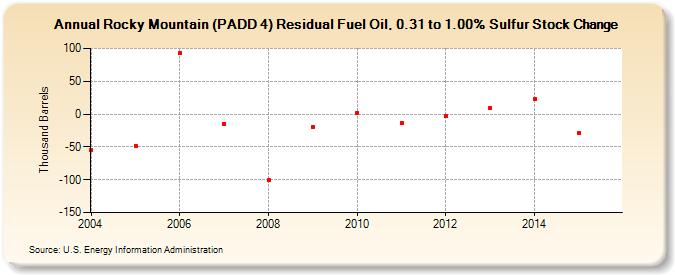 Annual Rocky Mountain (PADD 4) Residual Fuel Oil, 0.31 to 1.00% Sulfur Stock Change
Thousand Barrels
100
50
0
-50
-100
-150
2004 2006 2008 2010 2012 2014
Source: U.S. Energy Information Administration